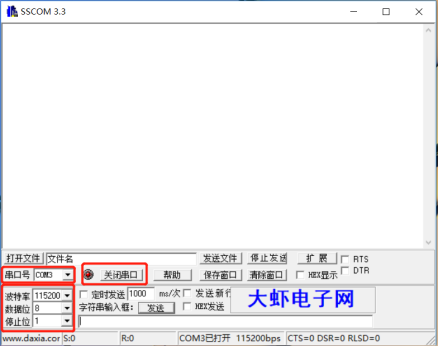 SSCOM 3.3
打开文件 文件名 发送文件 停止发送 扩 展 RTS
串口号 COM3 关闭串口 帮助 保存窗口 清除窗口 HEX显示 DTR
波特率 115200 定时发送 1000 ms/次 发送新行
数据位 8 字符串输入框: 发送 HEX发送
停止位 1
大虾电子网
www.daxia.com S:0 R:0 COM3已打开 115200bps CTS=0 DSR=0 RLSD=0